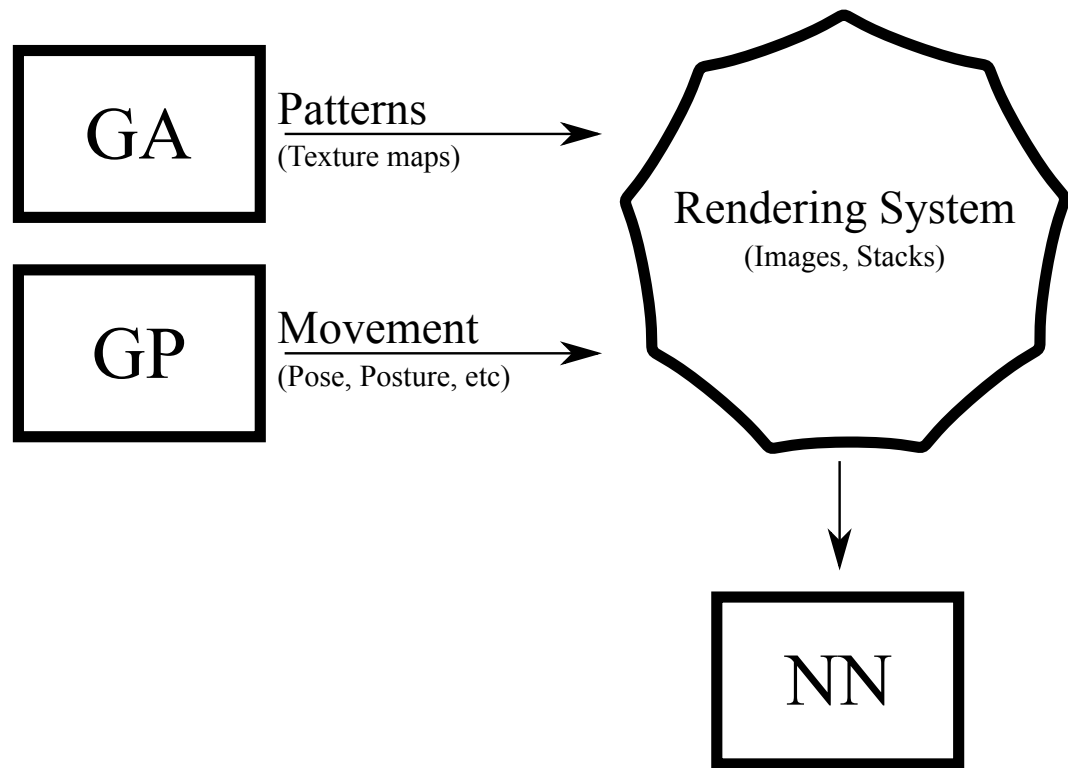 GA
Patterns
(Texture maps)
GP
Movement
(Pose, Posture, etc)
Rendering System
(Images, Stacks)
NN